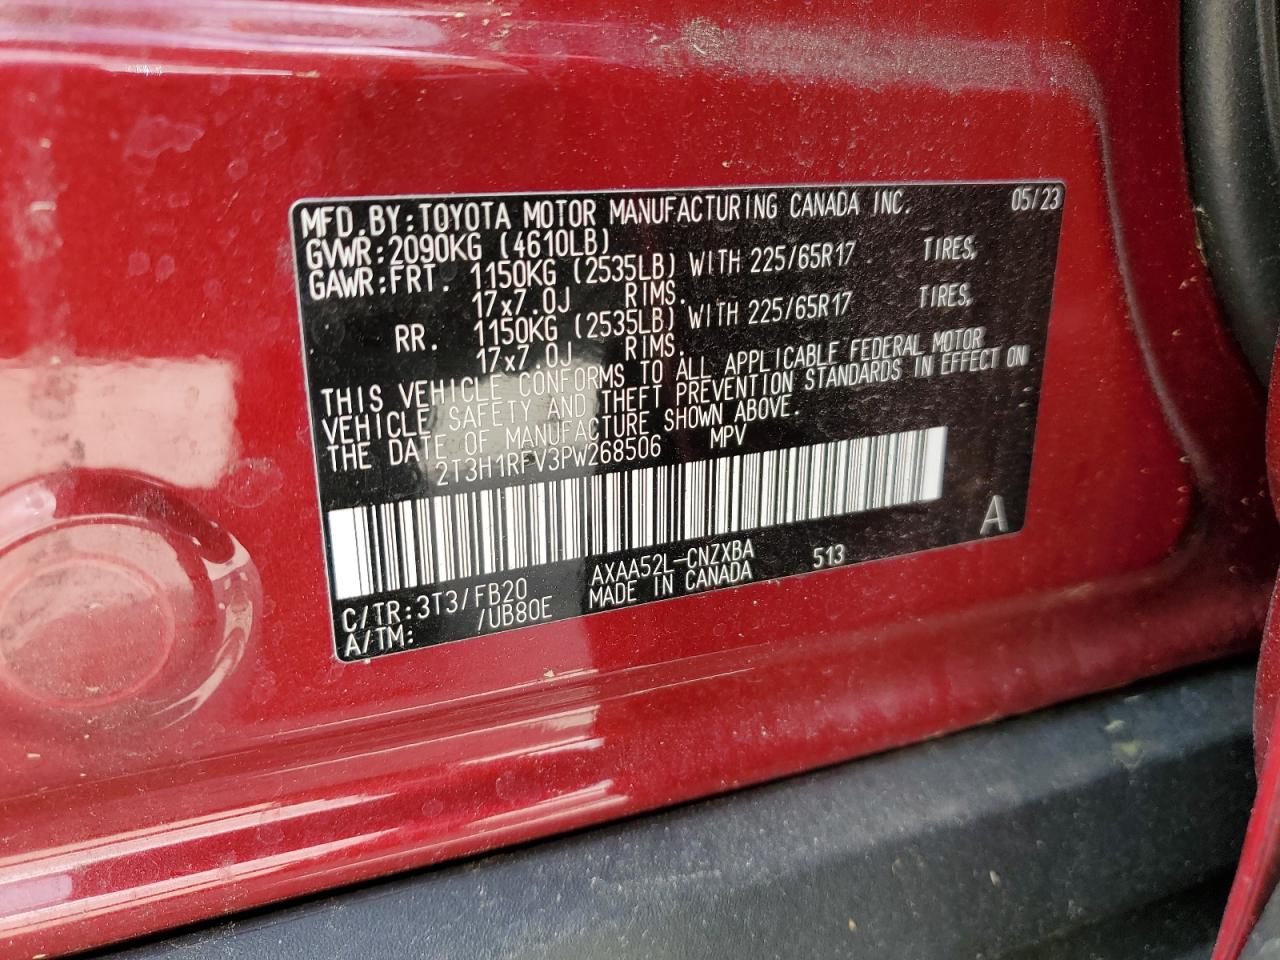 MFD.BY:TOYOTA MOTOR MANUFACTURING CANADA INC. 05/23
GVWR:2090KG (4610LB)
GAWR:FRT. 1150KG (2535LB) WITH 225/65R17 TIRES,
17x7.0J RIMS.
RR. 1150KG (2535LB) WITH 225/65R17 TIRES,
17x7.0J RIMS.
THIS VEHICLE CONFORMS TO ALL APPLICABLE FEDERAL MOTOR
VEHICLE SAFETY AND THEFT PREVENTION STANDARDS IN EFFECT ON
THE DATE OF MANUFACTURE SHOWN ABOVE.
2T3H1RFV3PW268506 MPV
AXAA52L-CNZXBA 513 A
C/TR:3T3/FB20 MADE IN CANADA
A/TM: /UB80E